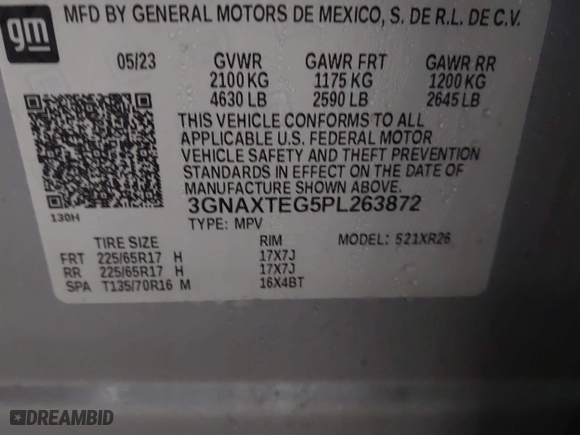 MFD BY GENERAL MOTORS DE MEXICO, S. DE R.L. DE C.V.
gm
05/23 GVWR GAWR FRT GAWR RR
2100 KG 1175 KG 1200 KG
4630 LB 2590 LB 2645 LB
THIS VEHICLE CONFORMS TO ALL
APPLICABLE U.S. FEDERAL MOTOR
VEHICLE SAFETY AND THEFT PREVENTION
STANDARDS IN EFFECT ON THE DATE OF
MANUFACTURE SHOWN ABOVE.
3GNAXTEG5PL263872
130H
TYPE: MPV
TIRE SIZE RIM MODEL: 521XR26
FRT 225/65R17 H 17X7J
RR 225/65R17 H 17X7J
SPA T135/70R16 M 16X4BT
DREAMBID
DREAMBID.COM